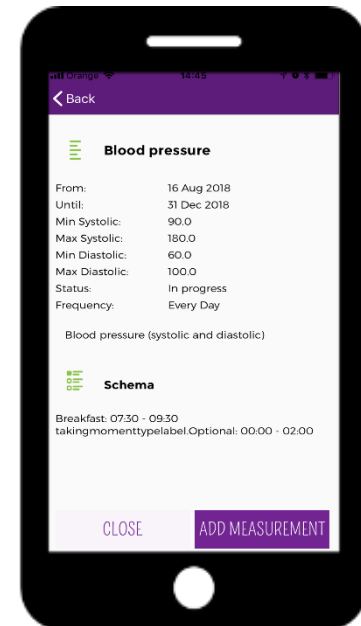 Orange 14:45
Back
Blood pressure
From: 16 Aug 2018
Until: 31 Dec 2018
Min Systolic: 90.0
Max Systolic: 180.0
Min Diastolic: 60.0
Max Diastolic: 100.0
Status: In progress
Frequency: Every Day
Blood pressure (systolic and diastolic)
Schema
Breakfast: 07:30 - 09:30
takingmomenttypelabel.Optional: 00:00 - 02:00
CLOSE ADD MEASUREMENT